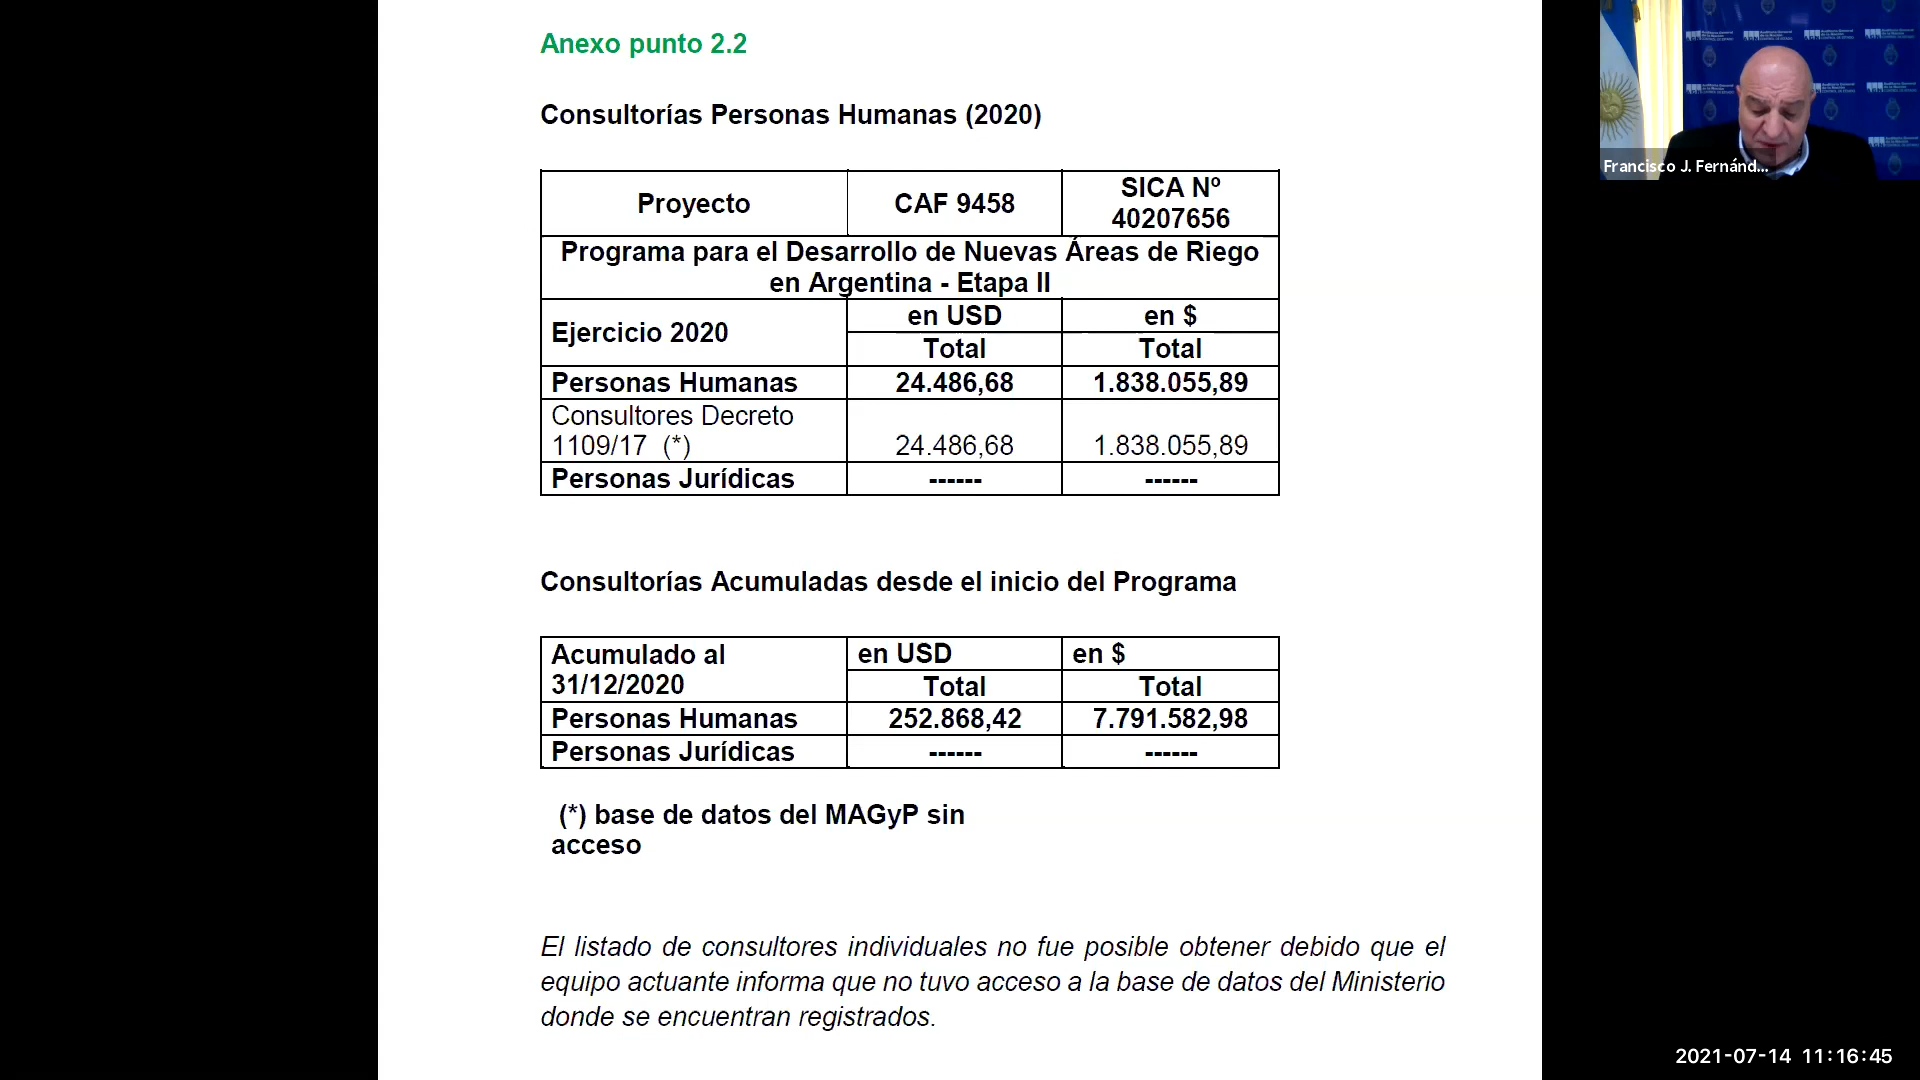 Anexo punto 2.2
Consultorías Personas Humanas (2020)
Proyecto
CAF 9458
SICA Nº
40207656
Programa para el Desarrollo de Nuevas Áreas de Riego
en Argentina - Etapa II
Ejercicio 2020
en USD
en $
Total
Total
Personas Humanas
24.486,68
1.838.055,89
Consultores Decreto
1109/17 (*)
24.486,68
1.838.055,89
Personas Jurídicas
------
------
Consultorías Acumuladas desde el inicio del Programa
Acumulado al
31/12/2020
en USD
en $
Total
Total
Personas Humanas
252.868,42
7.791.582,98
Personas Jurídicas
------
------
(*) base de datos del MAGyP sin
acceso
El listado de consultores individuales no fue posible obtener debido que el
equipo actuante informa que no tuvo acceso a la base de datos del Ministerio
donde se encuentran registrados.
Francisco J. Fernánd...
2021-07-14 11:16:45